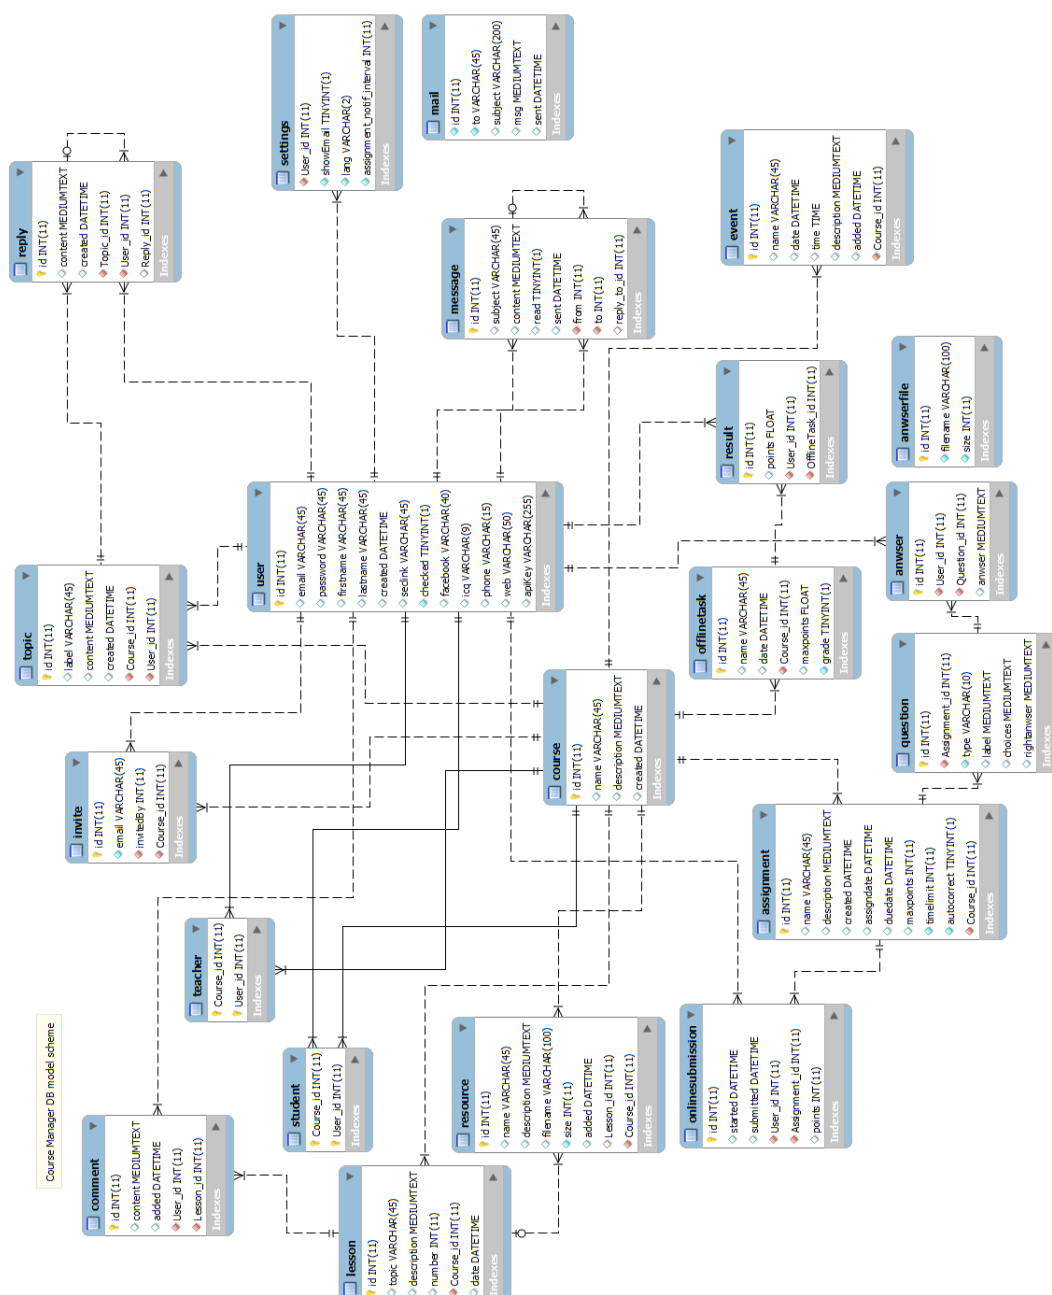 Course Manager DB model scheme
reply
id INT(11)
content MEDIUMTEXT
created DATETIME
Topic_id INT(11)
User_id INT(11)
Reply_id INT(11)
Indexes
settings
User_id INT(11)
showEmail TINYINT(1)
lang VARCHAR(2)
assignment_notif_interval INT(11)
Indexes
mail
id INT(11)
to VARCHAR(45)
subject VARCHAR(200)
msg MEDIUMTEXT
sent DATETIME
Indexes
message
id INT(11)
subject VARCHAR(45)
content MEDIUMTEXT
read TINYINT(1)
sent DATETIME
from INT(11)
to INT(11)
reply_to_id INT(11)
Indexes
event
id INT(11)
name VARCHAR(45)
date DATETIME
time TIME
description MEDIUMTEXT
added DATETIME
Course_id INT(11)
Indexes
topic
id INT(11)
label VARCHAR(45)
content MEDIUMTEXT
created DATETIME
Course_id INT(11)
User_id INT(11)
Indexes
user
id INT(11)
email VARCHAR(45)
password VARCHAR(45)
firstname VARCHAR(45)
lastname VARCHAR(45)
created DATETIME
seclink VARCHAR(45)
checked TINYINT(1)
facebook VARCHAR(40)
icq VARCHAR(9)
phone VARCHAR(15)
web VARCHAR(50)
apiKey VARCHAR(255)
Indexes
result
id INT(11)
points FLOAT
User_id INT(11)
OfflineTask_id INT(11)
Indexes
anwserfile
id INT(11)
filename VARCHAR(100)
size INT(11)
Indexes
anwser
id INT(11)
User_id INT(11)
Question_id INT(11)
anwser MEDIUMTEXT
Indexes
offlinetask
id INT(11)
name VARCHAR(45)
date DATETIME
Course_id INT(11)
maxpoints FLOAT
grade TINYINT(1)
Indexes
question
id INT(11)
Assignment_id INT(11)
type VARCHAR(10)
label MEDIUMTEXT
choices MEDIUMTEXT
rightanwser MEDIUMTEXT
Indexes
invite
id INT(11)
email VARCHAR(45)
invitedBy INT(11)
Course_id INT(11)
Indexes
course
id INT(11)
name VARCHAR(45)
description MEDIUMTEXT
created DATETIME
Indexes
assignment
id INT(11)
name VARCHAR(45)
description MEDIUMTEXT
created DATETIME
assigndate DATETIME
duedate DATETIME
maxpoints INT(11)
timelimit INT(11)
autocorrect TINYINT(1)
Course_id INT(11)
Indexes
teacher
Course_id INT(11)
User_id INT(11)
Indexes
student
Course_id INT(11)
User_id INT(11)
Indexes
resource
id INT(11)
name VARCHAR(45)
description MEDIUMTEXT
filename VARCHAR(100)
size INT(11)
added DATETIME
Lesson_id INT(11)
Course_id INT(11)
Indexes
onlinesubmission
id INT(11)
started DATETIME
submitted DATETIME
User_id INT(11)
Assignment_id INT(11)
points INT(11)
Indexes
comment
id INT(11)
content MEDIUMTEXT
added DATETIME
User_id INT(11)
Lesson_id INT(11)
Indexes
lesson
id INT(11)
topic VARCHAR(45)
description MEDIUMTEXT
number INT(11)
Course_id INT(11)
date DATETIME
Indexes